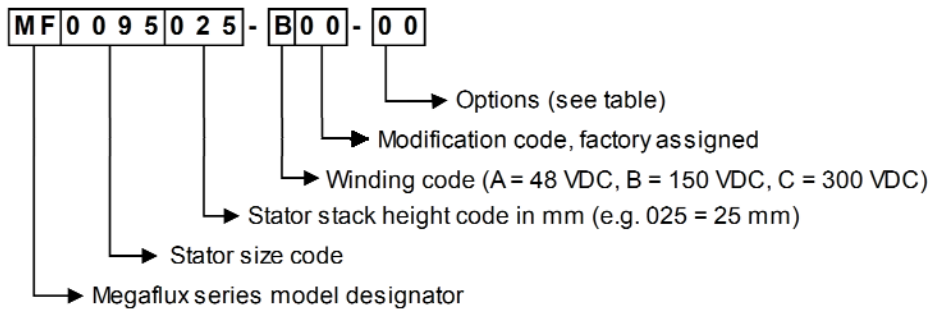 MF0095025-B00-00
Options (see table)
Modification code, factory assigned
Winding code (A = 48 VDC, B = 150 VDC, C = 300 VDC)
Stator stack height code in mm (e.g. 025 = 25 mm)
Stator size code
Megaflux series model designator